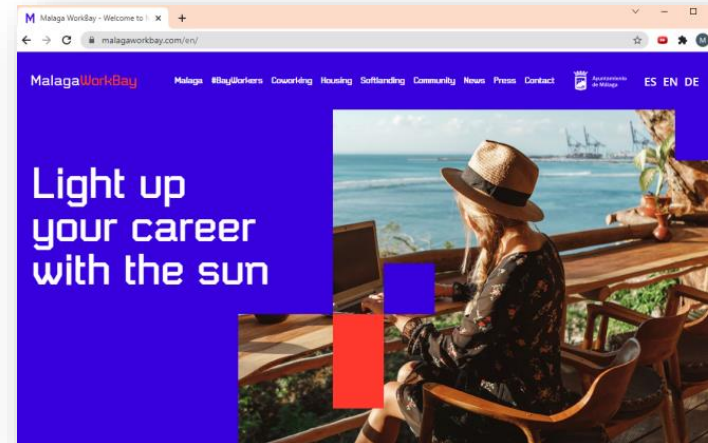 Malaga WorkBay - Welcome to
malagaworkbay.com/en/
MalagaWorkBay
Malaga #BayWorkers Coworking Housing Softlanding Community News Press Contact
Ayuntamiento
de Málaga
ES EN DE
Light up
your career
with the sun